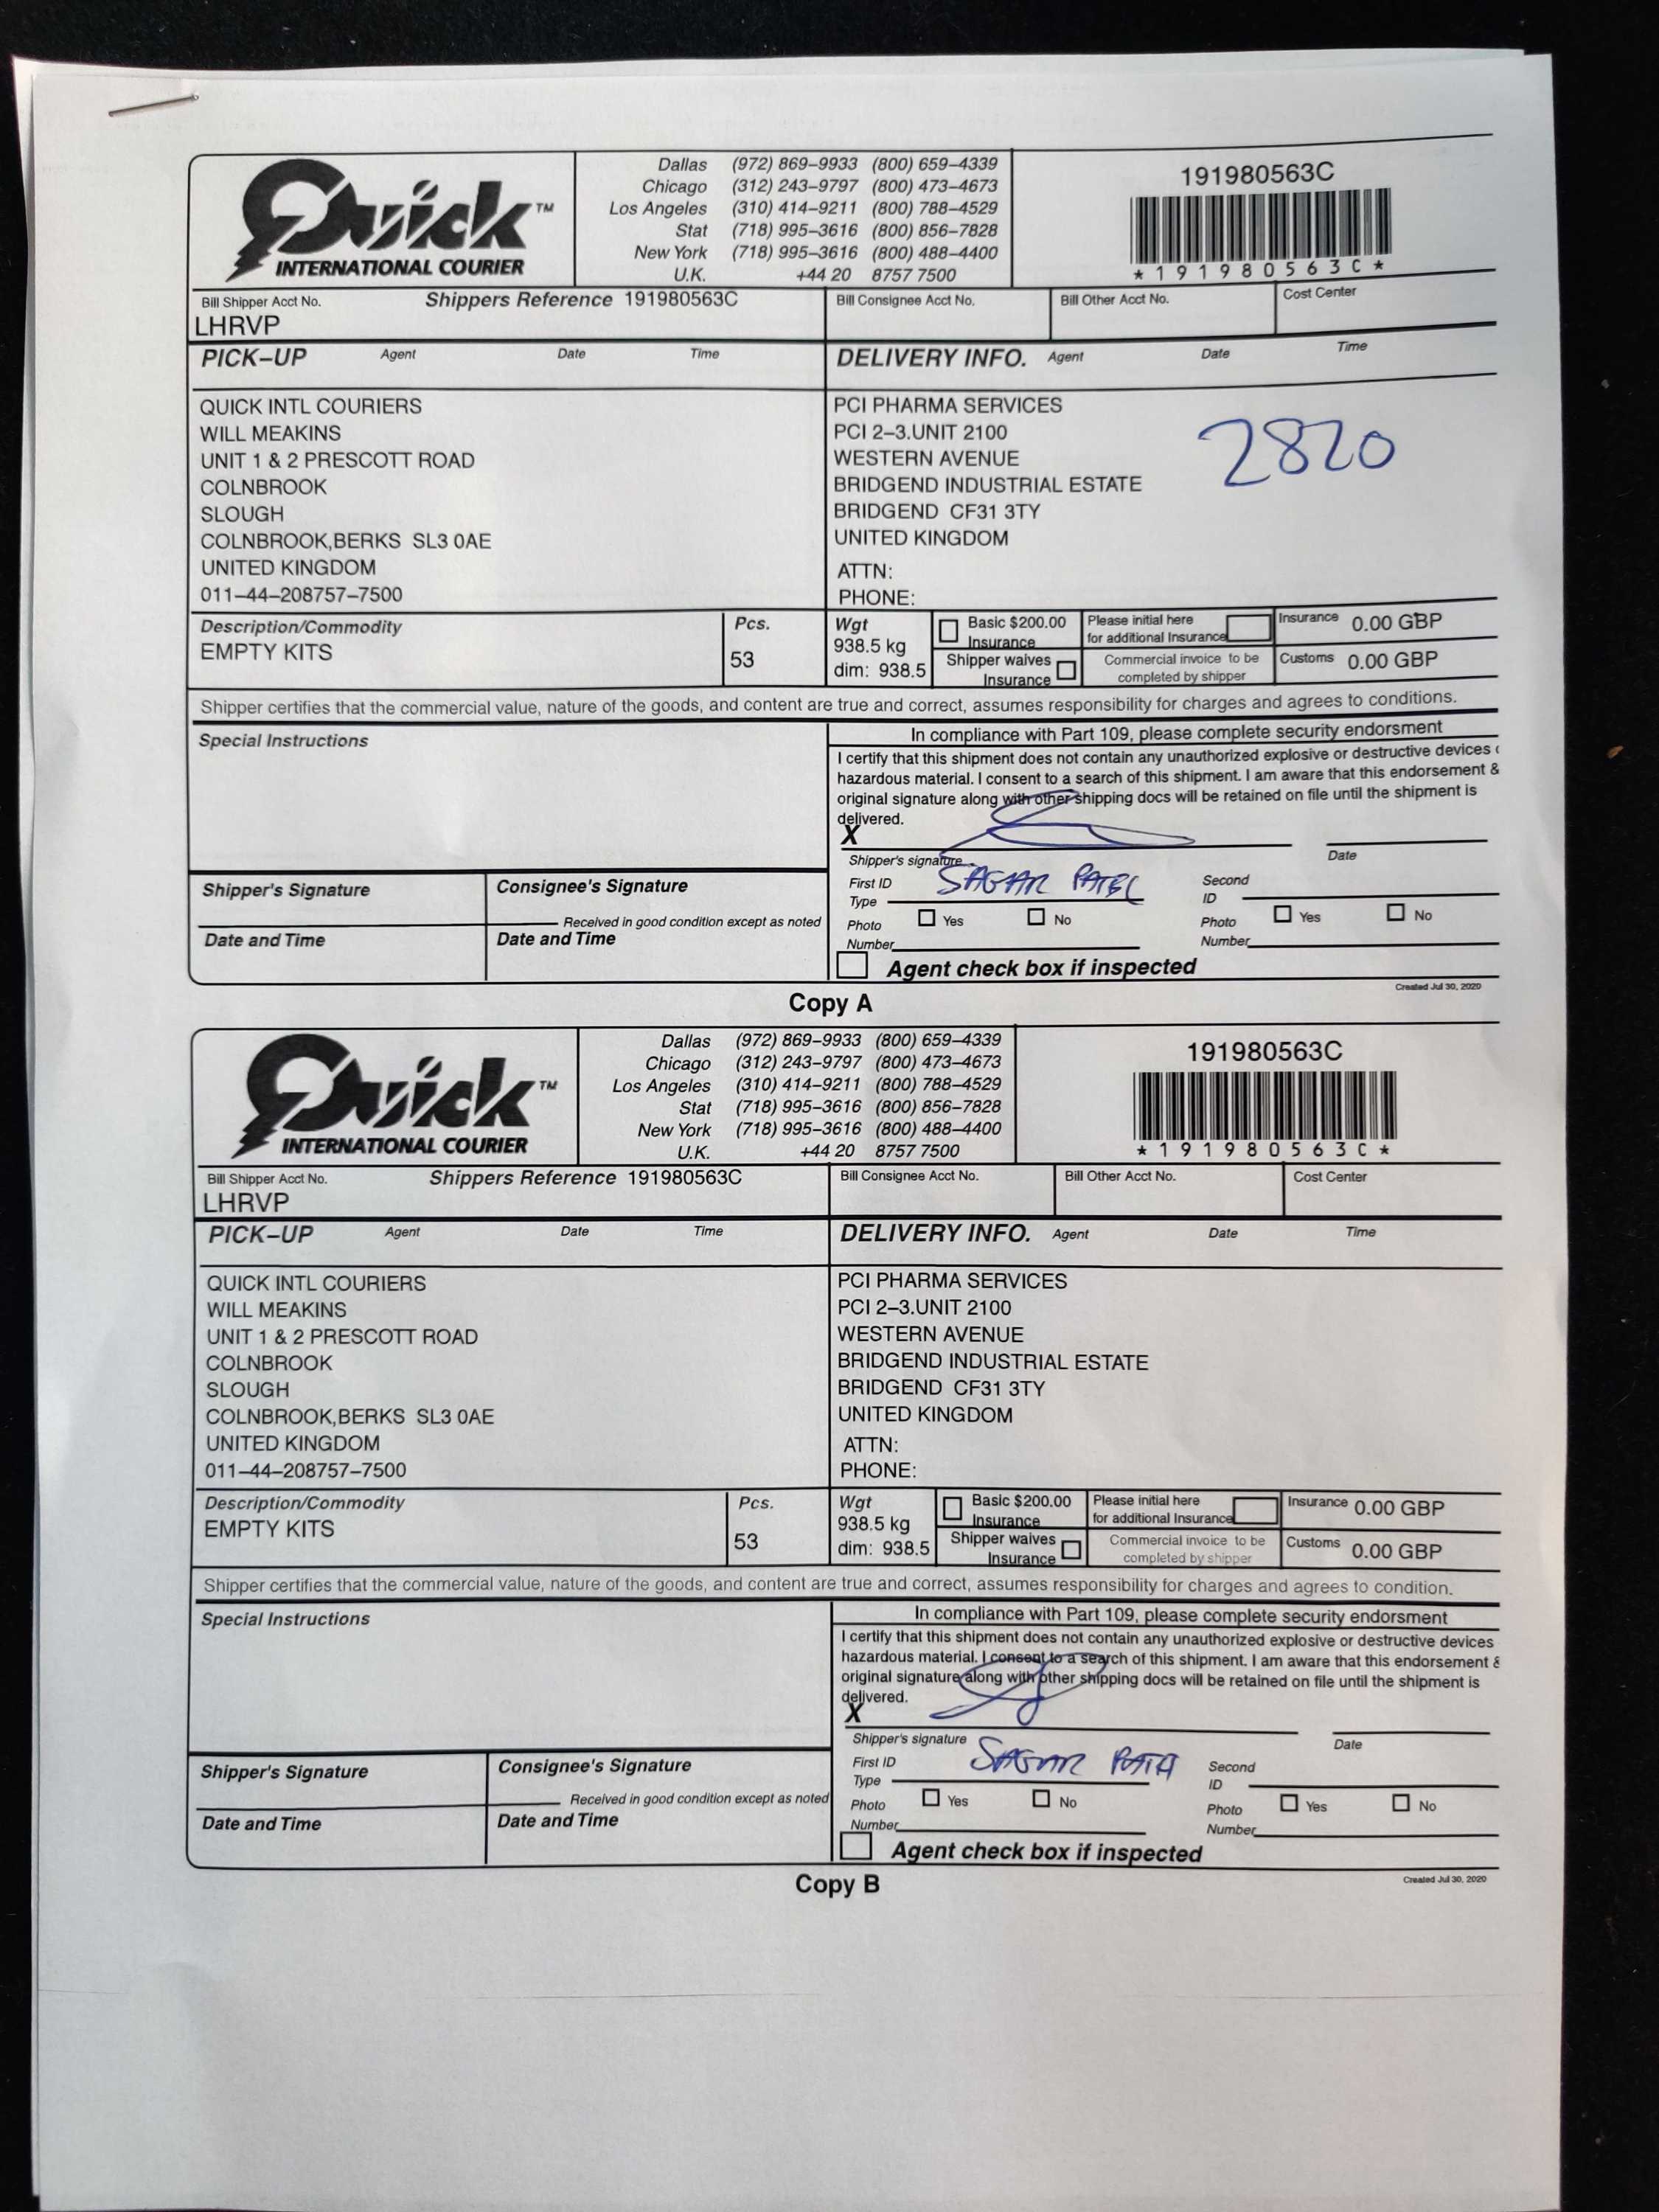 Quick TM
INTERNATIONAL COURIER
Dallas (972) 869–9933 (800) 659–4339
Chicago (312) 243–9797 (800) 473–4673
Los Angeles (310) 414–9211 (800) 788–4529
Stat (718) 995–3616 (800) 856–7828
New York (718) 995–3616 (800) 488–4400
U.K. +44 20 8757 7500
191980563C
* 1 9 1 9 8 0 5 6 3 C *
Bill Shipper Acct No. Shippers Reference 191980563C Bill Consignee Acct No. Bill Other Acct No. Cost Center
LHRVP
PICK–UP Agent Date Time DELIVERY INFO. Agent Date Time
QUICK INTL COURIERS
WILL MEAKINS
UNIT 1 & 2 PRESCOTT ROAD
COLNBROOK
SLOUGH
COLNBROOK,BERKS SL3 0AE
UNITED KINGDOM
011–44–208757–7500
PCI PHARMA SERVICES
PCI 2–3.UNIT 2100
WESTERN AVENUE
BRIDGEND INDUSTRIAL ESTATE
BRIDGEND CF31 3TY
UNITED KINGDOM
ATTN:
PHONE:
2820
Description/Commodity
EMPTY KITS
Pcs.
53
Wgt
938.5 kg
dim: 938.5
Basic $200.00
Insurance
Shipper waives
Insurance
Please initial here
for additional Insurance
Commercial invoice to be
completed by shipper
Insurance 0.00 GBP
Customs 0.00 GBP
Shipper certifies that the commercial value, nature of the goods, and content are true and correct, assumes responsibility for charges and agrees to conditions.
Special Instructions
In compliance with Part 109, please complete security endorsment
I certify that this shipment does not contain any unauthorized explosive or destructive devices
hazardous material. I consent to a search of this shipment. I am aware that this endorsement &
original signature along with other shipping docs will be retained on file until the shipment is
delivered.
X
Shipper's signature Date
First ID SAGAR PATEL Second
Type ID
Photo Yes No Photo Yes No
Number Number
Agent check box if inspected
Shipper's Signature
Date and Time
Consignee's Signature
Received in good condition except as noted
Date and Time
Created Jul 30, 2020
Copy A
Quick TM
INTERNATIONAL COURIER
Dallas (972) 869–9933 (800) 659–4339
Chicago (312) 243–9797 (800) 473–4673
Los Angeles (310) 414–9211 (800) 788–4529
Stat (718) 995–3616 (800) 856–7828
New York (718) 995–3616 (800) 488–4400
U.K. +44 20 8757 7500
191980563C
* 1 9 1 9 8 0 5 6 3 C *
Bill Shipper Acct No. Shippers Reference 191980563C Bill Consignee Acct No. Bill Other Acct No. Cost Center
LHRVP
PICK–UP Agent Date Time DELIVERY INFO. Agent Date Time
QUICK INTL COURIERS
WILL MEAKINS
UNIT 1 & 2 PRESCOTT ROAD
COLNBROOK
SLOUGH
COLNBROOK,BERKS SL3 0AE
UNITED KINGDOM
011–44–208757–7500
PCI PHARMA SERVICES
PCI 2–3.UNIT 2100
WESTERN AVENUE
BRIDGEND INDUSTRIAL ESTATE
BRIDGEND CF31 3TY
UNITED KINGDOM
ATTN:
PHONE:
Description/Commodity
EMPTY KITS
Pcs.
53
Wgt
938.5 kg
dim: 938.5
Basic $200.00
Insurance
Shipper waives
Insurance
Please initial here
for additional Insurance
Commercial invoice to be
completed by shipper
Insurance 0.00 GBP
Customs 0.00 GBP
Shipper certifies that the commercial value, nature of the goods, and content are true and correct, assumes responsibility for charges and agrees to condition.
Special Instructions
In compliance with Part 109, please complete security endorsment
I certify that this shipment does not contain any unauthorized explosive or destructive devices
hazardous material. I consent to a search of this shipment. I am aware that this endorsement &
original signature along with other shipping docs will be retained on file until the shipment is
delivered.
X
Shipper's signature Date
First ID SAGAR Second
Type ID
Photo Yes No Photo Yes No
Number Number
Agent check box if inspected
Shipper's Signature
Date and Time
Consignee's Signature
Received in good condition except as noted
Date and Time
Created Jul 30, 2020
Copy B